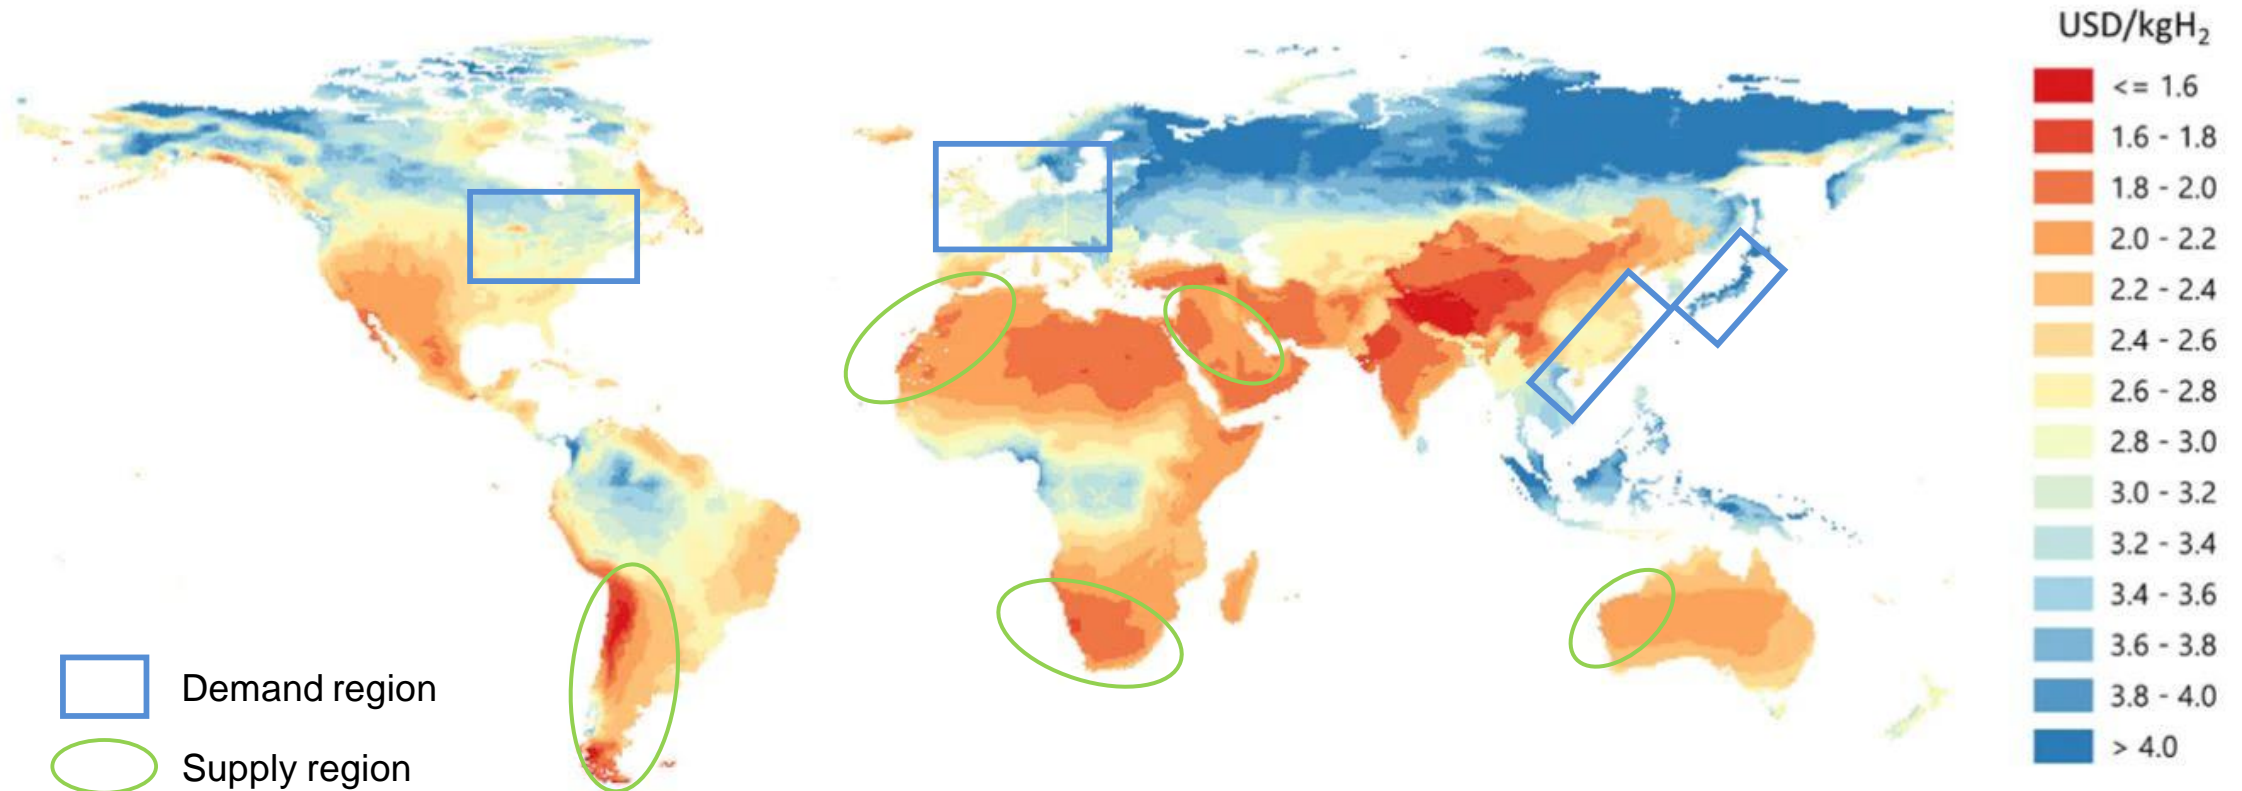 USD/kgH₂
<= 1.6
1.6 - 1.8
1.8 - 2.0
2.0 - 2.2
2.2 - 2.4
2.4 - 2.6
2.6 - 2.8
2.8 - 3.0
3.0 - 3.2
3.2 - 3.4
3.4 - 3.6
3.6 - 3.8
3.8 - 4.0
> 4.0
Demand region
Supply region